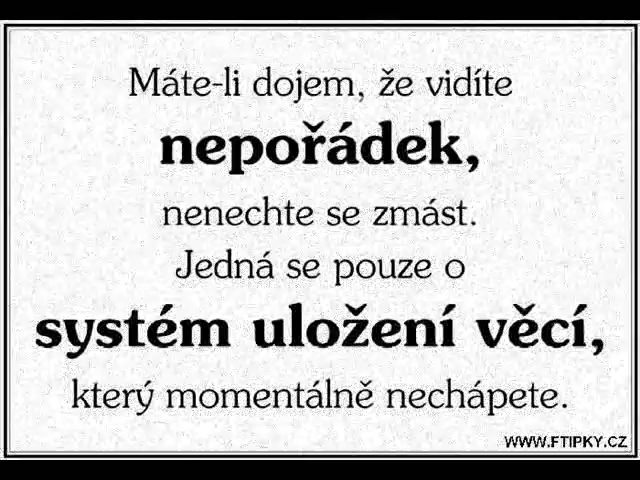 Máte-li dojem, že vidíte
nepořádek,
nenechte se zmást.
Jedná se pouze o
systém uložení věcí,
který momentálně nechápete.
WWW.FTIPKY.CZ